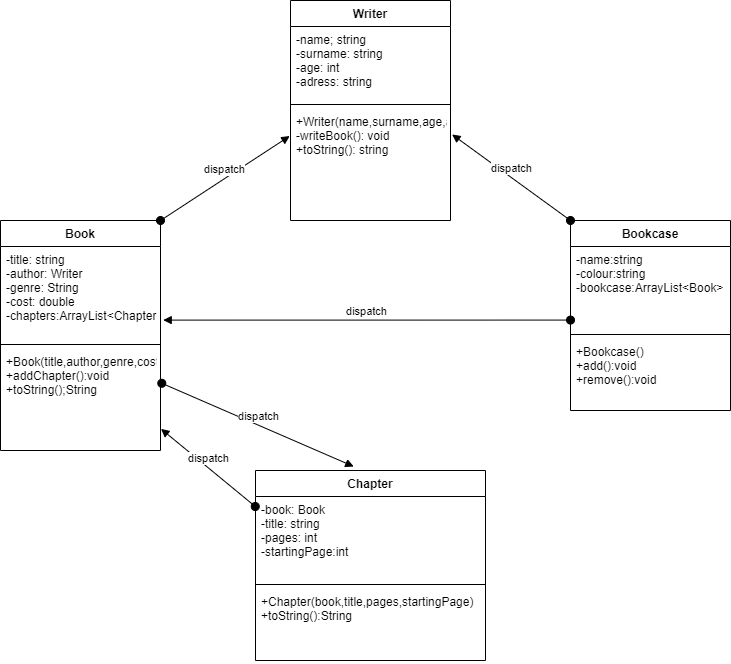 Writer
-name; string
-surname: string
-age: int
-adress: string
+Writer(name,surname,age,
-writeBook(): void
+toString(): string
dispatch
dispatch
Book
-title: string
-author: Writer
-genre: String
-cost: double
-chapters:ArrayList<Chapter
+Book(title,author,genre,cos
+addChapter():void
+toString();String
Bookcase
-name:string
-colour:string
-bookcase:ArrayList<Book>
+Bookcase()
+add():void
+remove():void
dispatch
dispatch
dispatch
Chapter
-book: Book
-title: string
-pages: int
-startingPage:int
+Chapter(book,title,pages,startingPage)
+toString():String